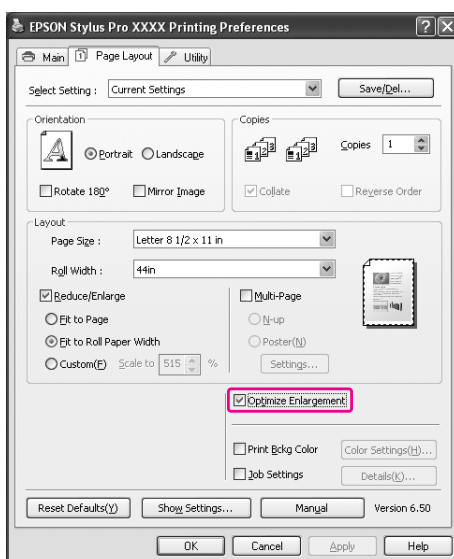 EPSON Stylus Pro XXXX Printing Preferences
Main Page Layout Utility
Select Setting : Current Settings Save/Del...
Orientation
Portrait Landscape
Rotate 180° Mirror Image
Copies
Copies 1
Collate Reverse Order
Layout
Page Size : Letter 8 1/2 x 11 in
Roll Width : 44in
Reduce/Enlarge
Fit to Page
Fit to Roll Paper Width
Custom(F) Scale to 515 %
Multi-Page
N-up
Poster(N)
Settings...
Optimize Enlargement
Print Bckg Color Color Settings(H)...
Job Settings Details(K)...
Reset Defaults(Y) Show Settings... Manual Version 6.50
OK Cancel Apply Help